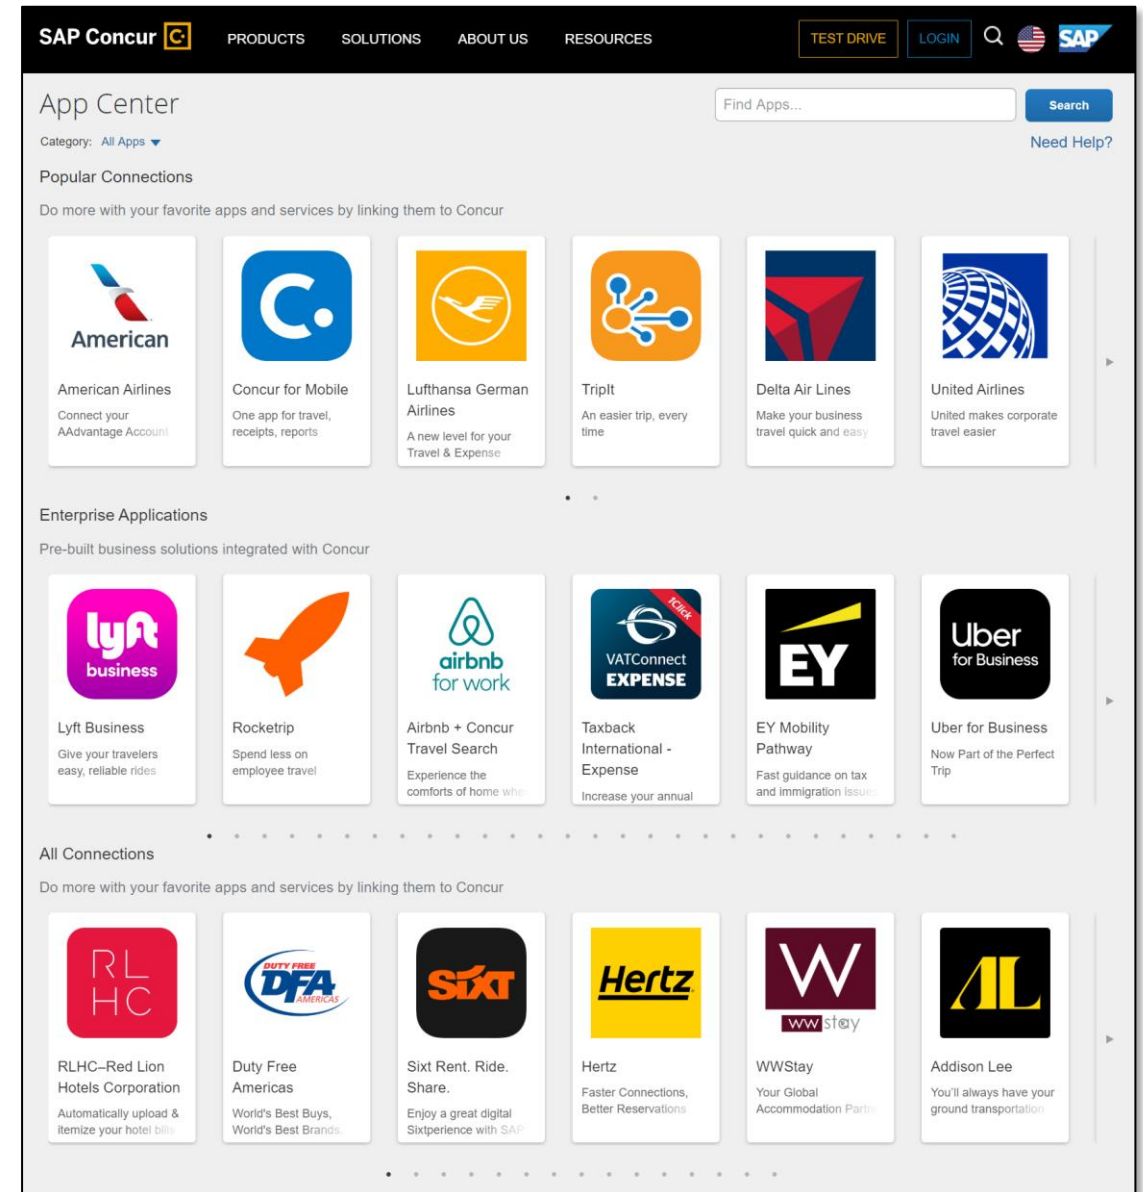 SAP Concur C.
PRODUCTS
SOLUTIONS
ABOUT US
RESOURCES
TEST DRIVE
LOGIN
SAP
App Center
Find Apps...
Search
Category: All Apps
Need Help?
Popular Connections
Do more with your favorite apps and services by linking them to Concur
American
American Airlines
Connect your
AAdvantage Account
C.
Concur for Mobile
One app for travel,
receipts, reports
Lufthansa German
Airlines
A new level for your
Travel & Expense
TripIt
An easier trip, every
time
Delta Air Lines
Make your business
travel quick and easy
United Airlines
United makes corporate
travel easier
Enterprise Applications
Pre-built business solutions integrated with Concur
lyft
business
Lyft Business
Give your travelers
easy, reliable rides
Rocketrip
Spend less on
employee travel
airbnb
for work
Airbnb + Concur
Travel Search
Experience the
comforts of home
1Click
VATConnect
EXPENSE
Taxback
International -
Expense
Increase your annual
EY
EY Mobility
Pathway
Fast guidance on tax
and immigration issues
Uber
for Business
Uber for Business
Now Part of the Perfect
Trip
All Connections
Do more with your favorite apps and services by linking them to Concur
RL
HC
RLHC–Red Lion
Hotels Corporation
Automatically upload &
itemize your hotel bills
DUTY FREE
DFA
AMERICAS
Duty Free
Americas
World's Best Buys,
World's Best Brands.
SIXT
Sixt Rent. Ride.
Share.
Enjoy a great digital
Sixtperience with SAP
Hertz
Hertz
Faster Connections,
Better Reservations
W
wwstay
WWStay
Your Global
Accommodation
AL
Addison Lee
You'll always have your
ground transportation